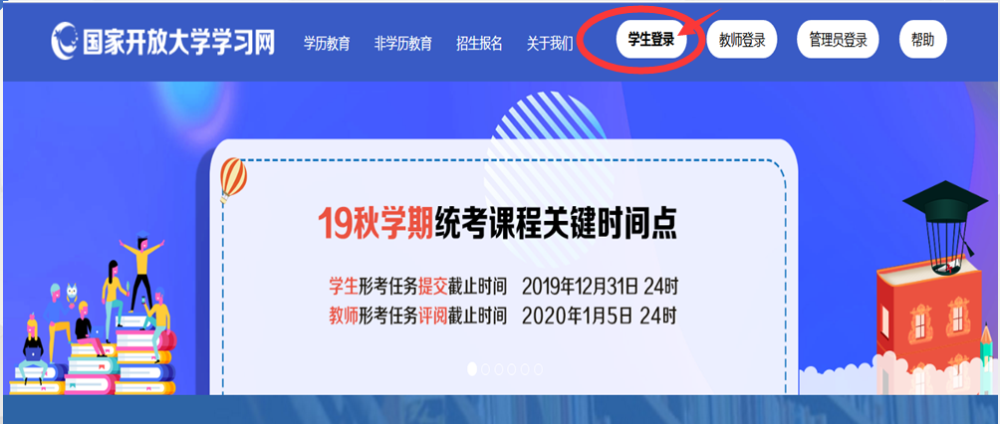 国家开放大学学习网 学历教育 非学历教育 招生报名 关于我们 学生登录 教师登录 管理员登录 帮助
19秋学期统考课程关键时间点
学生形考任务提交截止时间 2019年12月31日 24时
教师形考任务评阅截止时间 2020年1月5日 24时